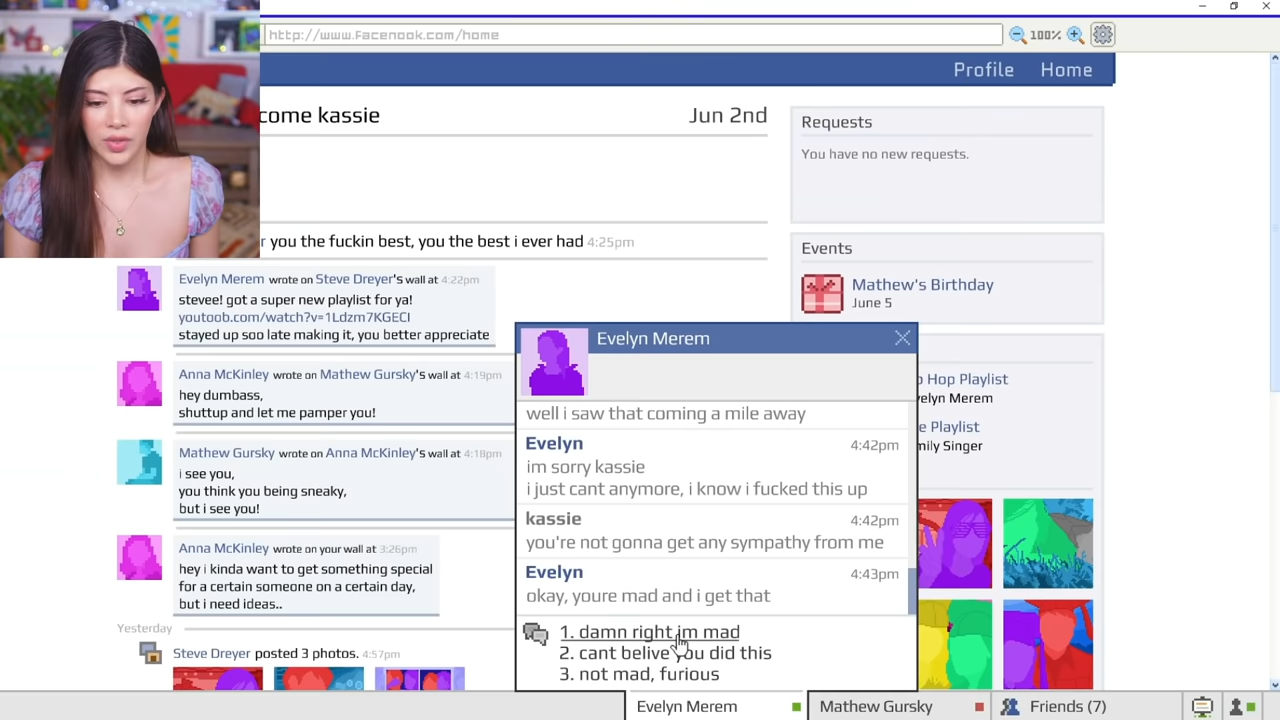 http://www.facenook.com/home
100%
Profile
Home
come kassie
Jun 2nd
Requests
You have no new requests.
r you the fuckin best, you the best i ever had 4:25pm
Events
Mathew's Birthday
June 5
Evelyn Merem wrote on Steve Dreyer's wall at 4:22pm
stevee! got a super new playlist for ya!
youtoob.com/watch?v=1Ldzm7KGECI
stayed up soo late making it, you better appreciate
Anna McKinley wrote on Mathew Gursky's wall at 4:19pm
hey dumbass,
shuttup and let me pamper you!
Mathew Gursky wrote on Anna McKinley's wall at 4:18pm
i see you,
you think you being sneaky,
but i see you!
Anna McKinley wrote on your wall at 3:26pm
hey i kinda want to get something special
for a certain someone on a certain day,
but i need ideas..
Yesterday
Steve Dreyer posted 3 photos. 4:57pm
Evelyn Merem
well i saw that coming a mile away
Evelyn 4:42pm
im sorry kassie
i just cant anymore, i know i fucked this up
kassie 4:42pm
you're not gonna get any sympathy from me
Evelyn 4:43pm
okay, youre mad and i get that
1. damn right im mad
2. cant belive you did this
3. not mad, furious
p Hop Playlist
velyn Merem
e Playlist
mily Singer
Evelyn Merem
Mathew Gursky
Friends (7)